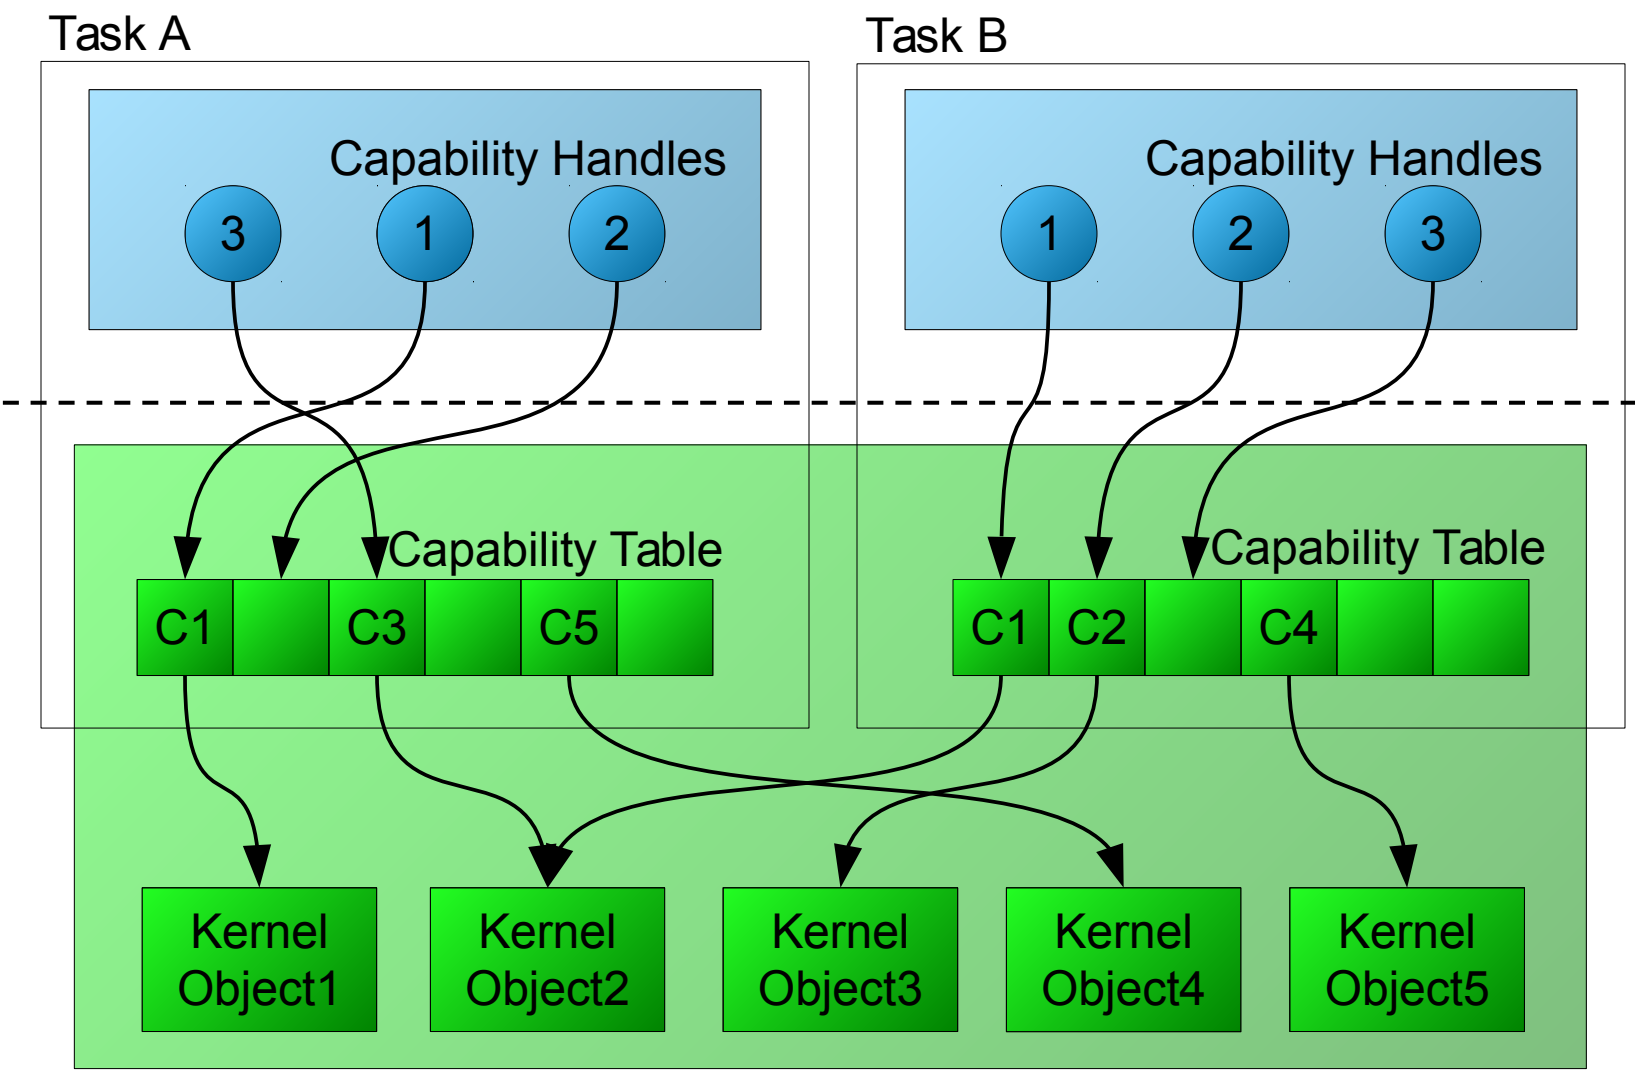 Task A
Task B
Capability Handles
Capability Handles
3 1 2
1 2 3
Capability Table
Capability Table
C1 C3 C5
C1 C2 C4
Kernel
Object1
Kernel
Object2
Kernel
Object3
Kernel
Object4
Kernel
Object5